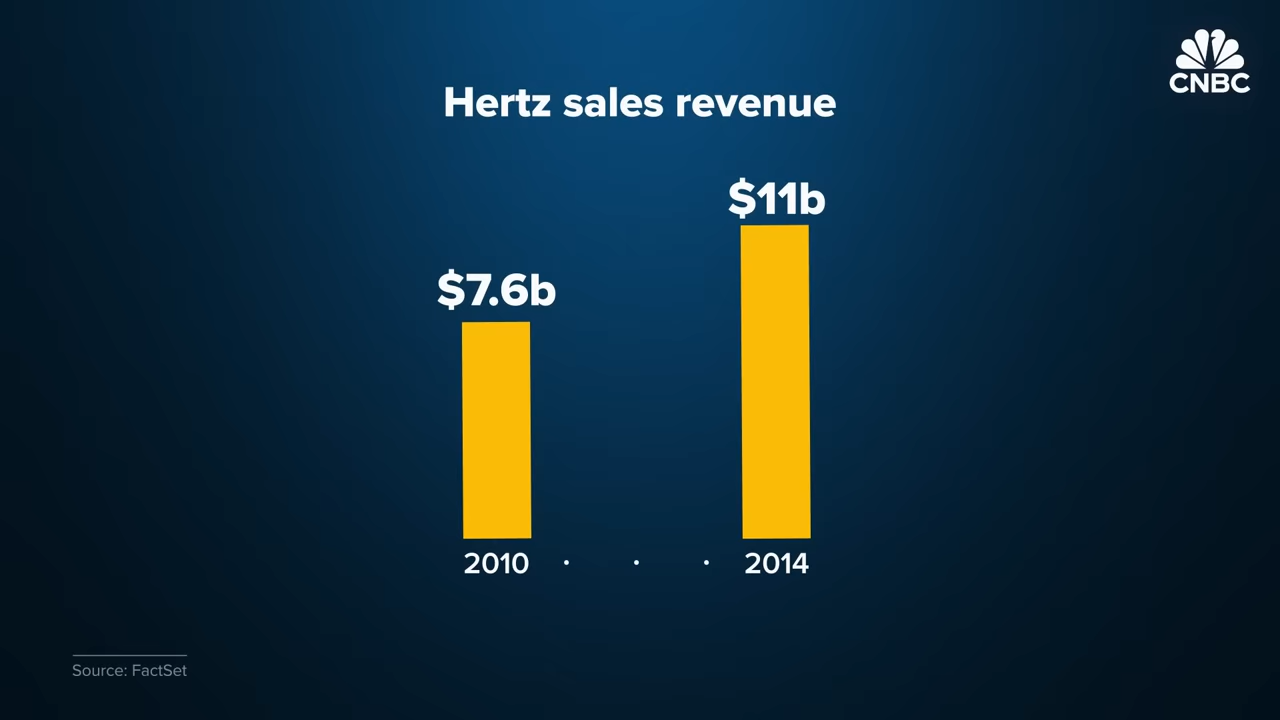 CNBC
Hertz sales revenue
$11b
$7.6b
2010 . . . 2014
Source: FactSet